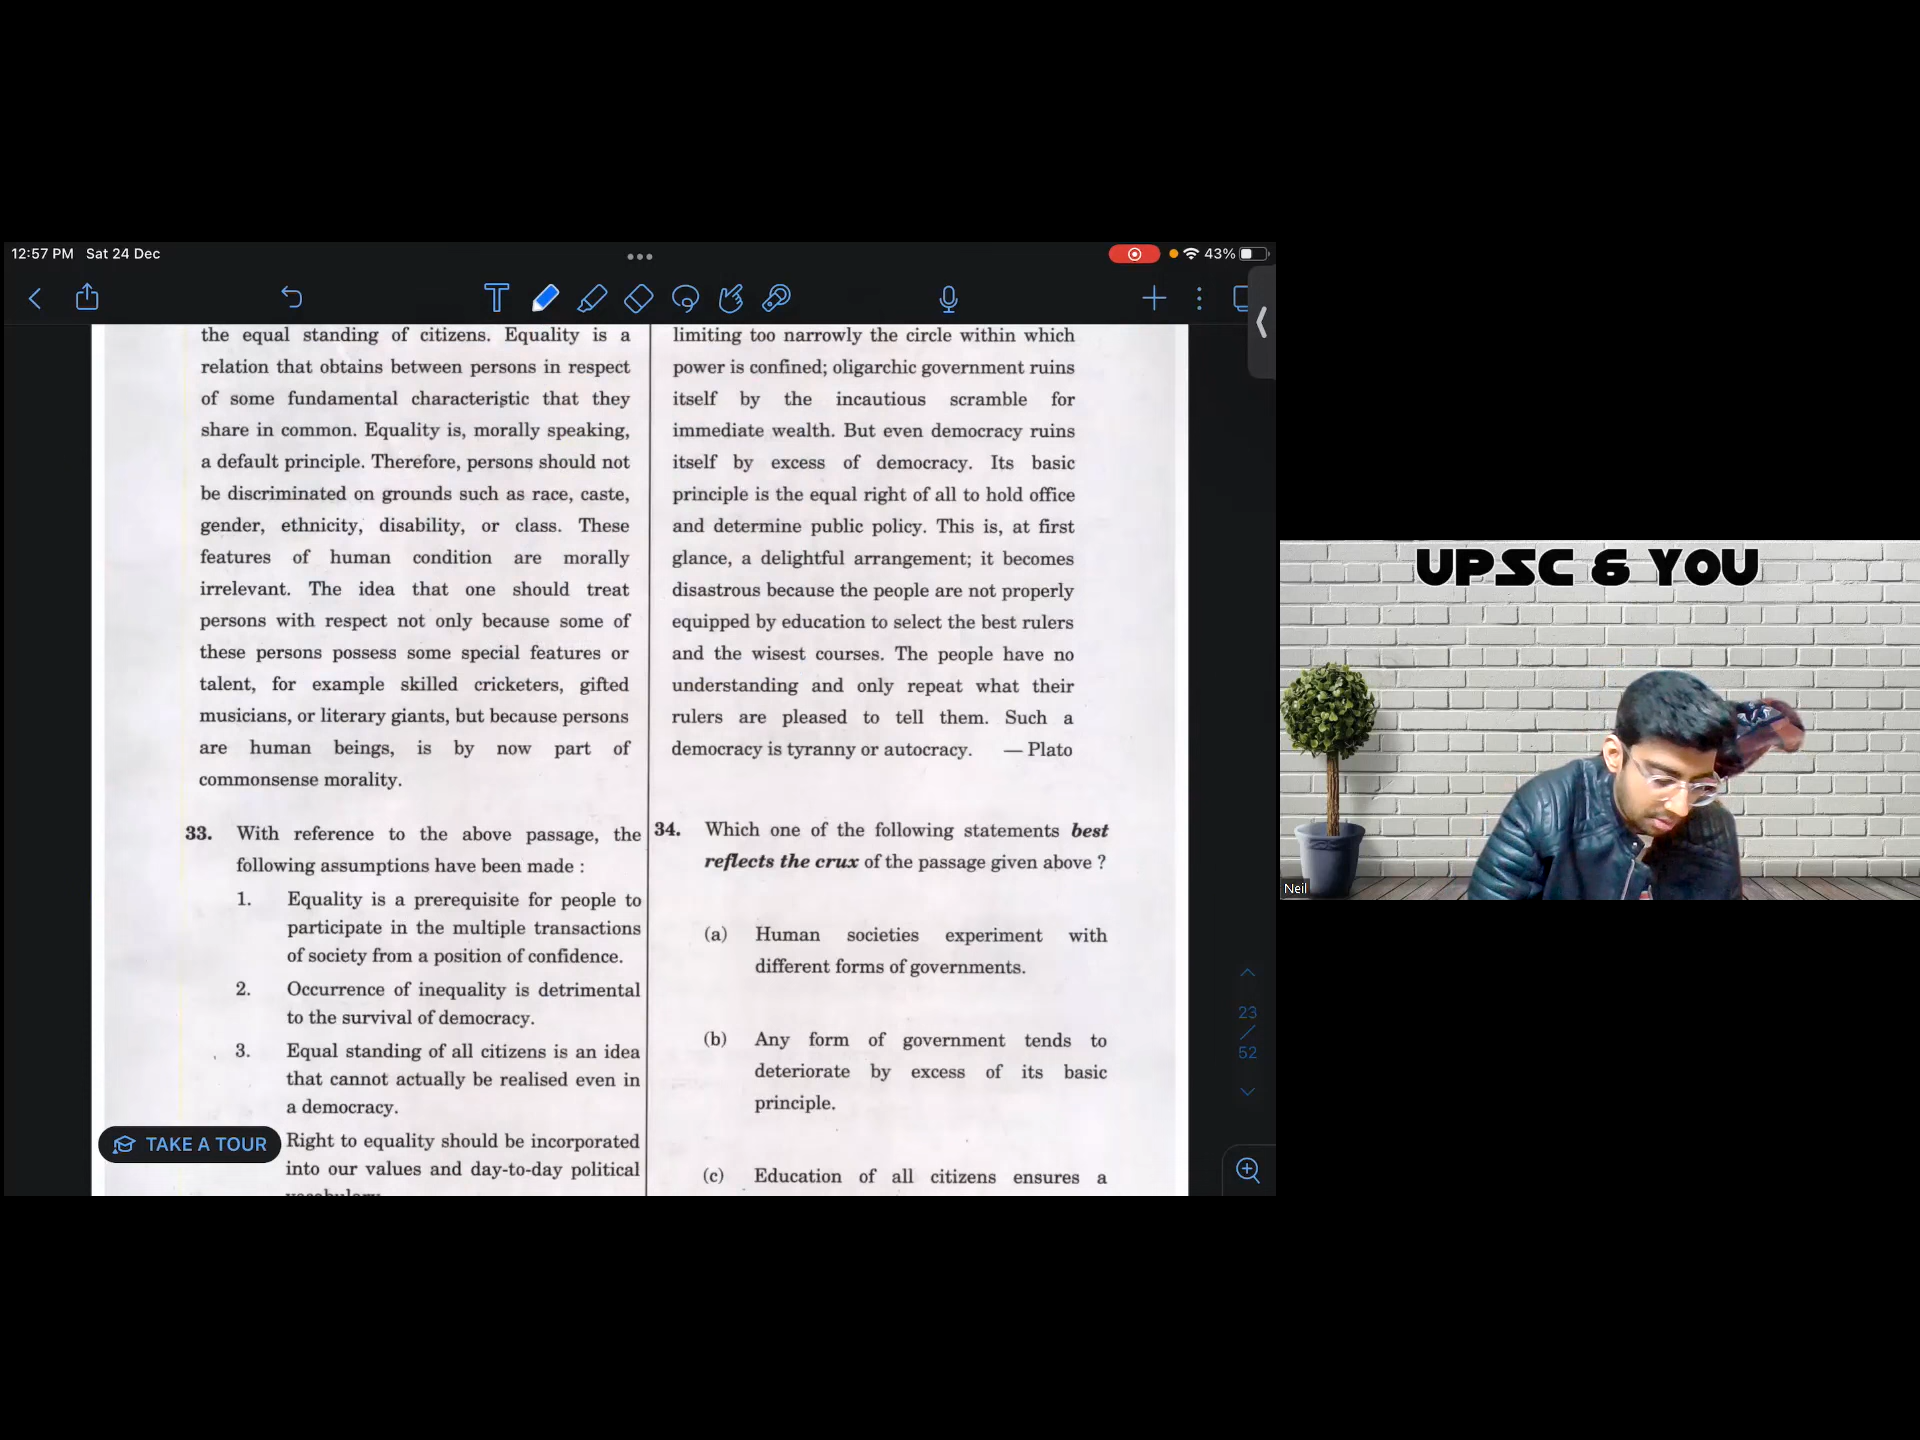 12:57 PM Sat 24 Dec
43%
the equal standing of citizens. Equality is a
relation that obtains between persons in respect
of some fundamental characteristic that they
share in common. Equality is, morally speaking,
a default principle. Therefore, persons should not
be discriminated on grounds such as race, caste,
gender, ethnicity, disability, or class. These
features of human condition are morally
irrelevant. The idea that one should treat
persons with respect not only because some of
these persons possess some special features or
talent, for example skilled cricketers, gifted
musicians, or literary giants, but because persons
are human beings, is by now part of
commonsense morality.
33. With reference to the above passage, the
following assumptions have been made :
1. Equality is a prerequisite for people to
participate in the multiple transactions
of society from a position of confidence.
2. Occurrence of inequality is detrimental
to the survival of democracy.
3. Equal standing of all citizens is an idea
that cannot actually be realised even in
a democracy.
Right to equality should be incorporated
into our values and day-to-day political
vocabulary.
TAKE A TOUR
limiting too narrowly the circle within which
power is confined; oligarchic government ruins
itself by the incautious scramble for
immediate wealth. But even democracy ruins
itself by excess of democracy. Its basic
principle is the equal right of all to hold office
and determine public policy. This is, at first
glance, a delightful arrangement; it becomes
disastrous because the people are not properly
equipped by education to select the best rulers
and the wisest courses. The people have no
understanding and only repeat what their
rulers are pleased to tell them. Such a
democracy is tyranny or autocracy. — Plato
34. Which one of the following statements best
reflects the crux of the passage given above ?
(a) Human societies experiment with
different forms of governments.
(b) Any form of government tends to
deteriorate by excess of its basic
principle.
(c) Education of all citizens ensures a
23
/
52
UPSC & YOU
Neil